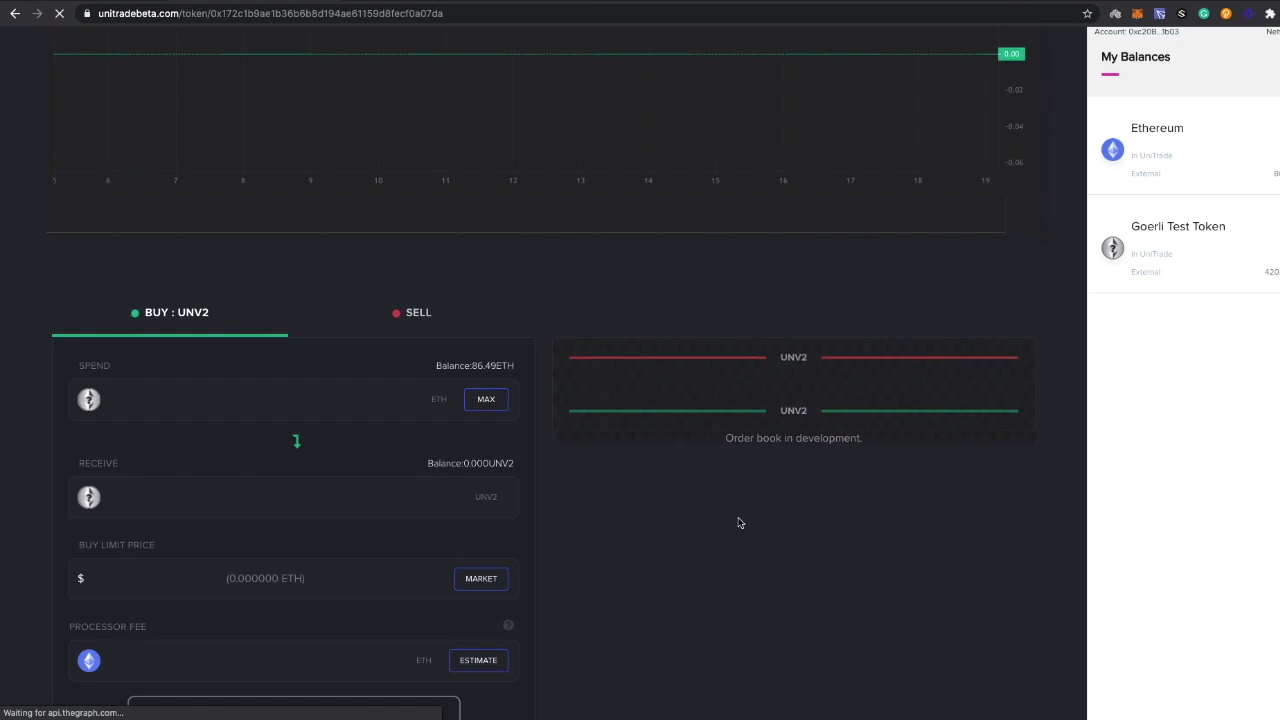 unitradebeta.com/token/0x172c1b9ae1b36b6b8d194ae61159d8fecf0a07da
Account: 0xc20B...1b03
Net
My Balances
0.00
-0.02
-0.04
-0.06
5 6 7 8 9 10 11 12 13 14 15 16 17 18 19
Ethereum
in UniTrade
External 86
Goerli Test Token
in UniTrade
External 420
BUY : UNV2
SELL
SPEND
Balance:86.49ETH
ETH
MAX
RECEIVE
Balance:0.000UNV2
UNV2
BUY LIMIT PRICE
$
(0.000000 ETH)
MARKET
PROCESSOR FEE
?
ETH
ESTIMATE
UNV2
UNV2
Order book in development.
Waiting for api.thegraph.com...